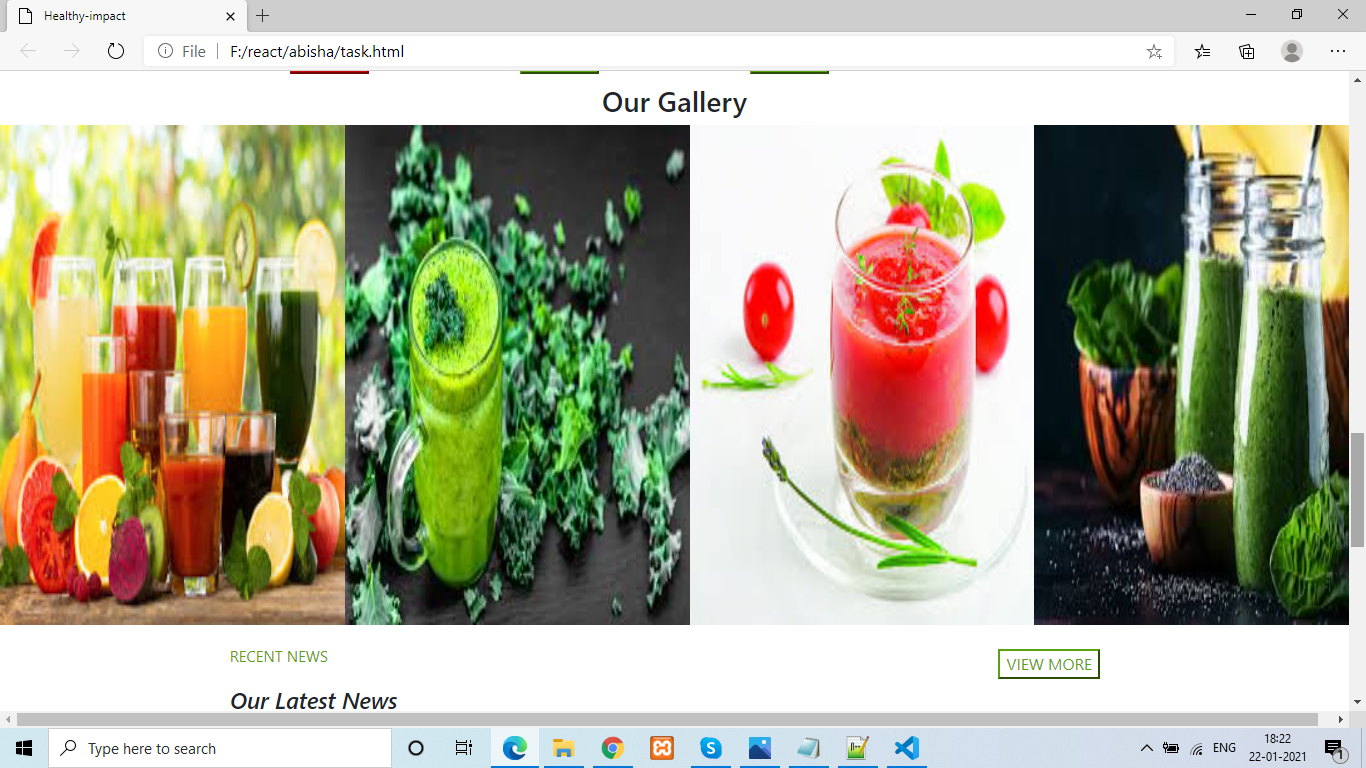 Healthy-impact
File
F:/react/abisha/task.html
Our Gallery
RECENT NEWS
VIEW MORE
Our Latest News
Type here to search
ENG
18:22
22-01-2021
1